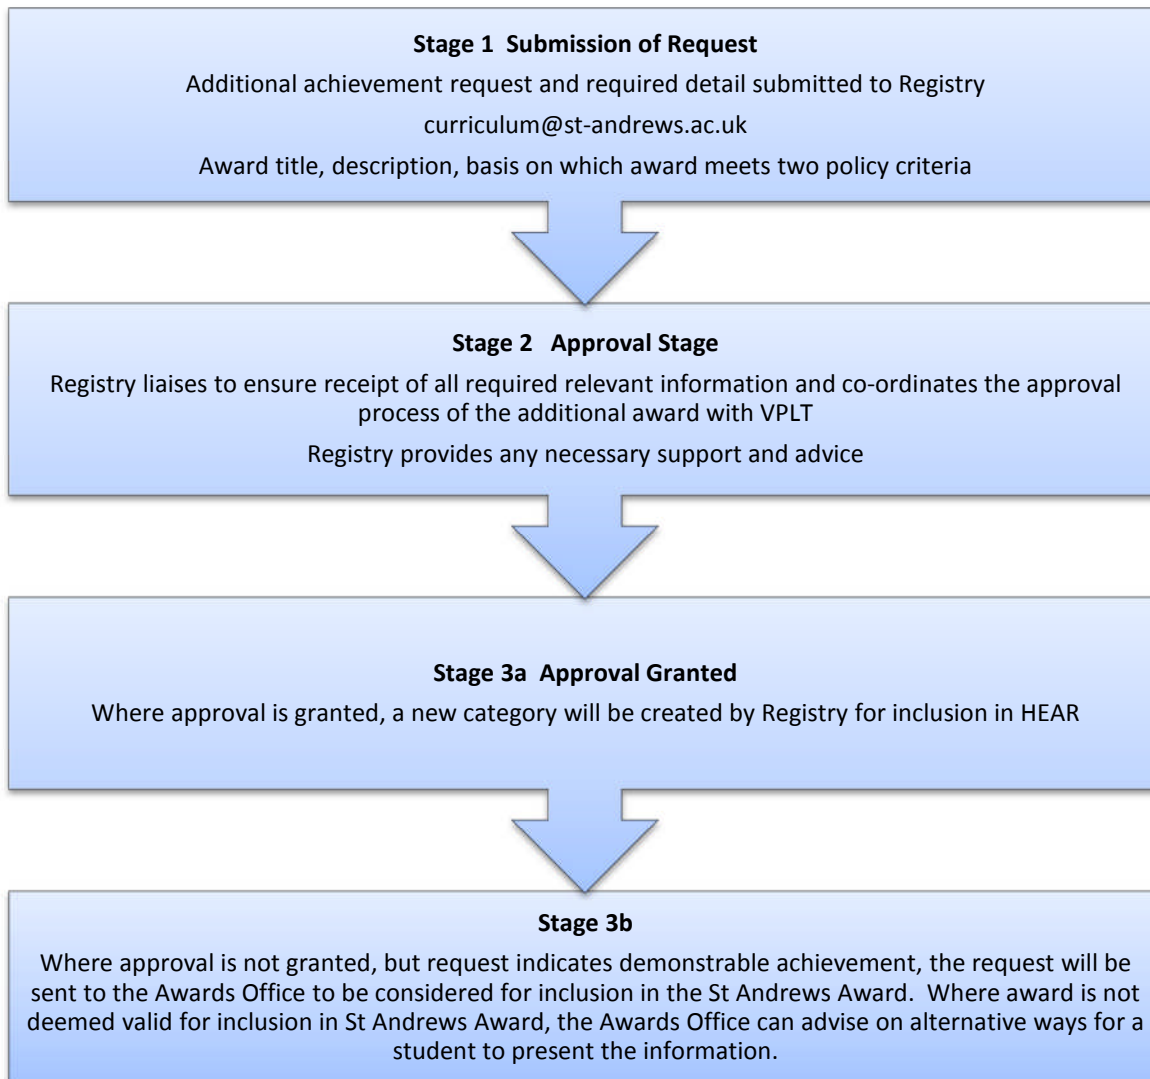 Stage 1  Submission of Request
Additional achievement request and required detail submitted to Registry
curriculum@st-andrews.ac.uk
Award title, description, basis on which award meets two policy criteria
Stage 2   Approval Stage
Registry liaises to ensure receipt of all required relevant information and co-ordinates the approval
process of the additional award with VPLT
Registry provides any necessary support and advice
Stage 3a  Approval Granted
Where approval is granted, a new category will be created by Registry for inclusion in HEAR
Stage 3b
Where approval is not granted, but request indicates demonstrable achievement, the request will be
sent to the Awards Office to be considered for inclusion in the St Andrews Award.  Where award is not
deemed valid for inclusion in St Andrews Award, the Awards Office can advise on alternative ways for a
student to present the information.